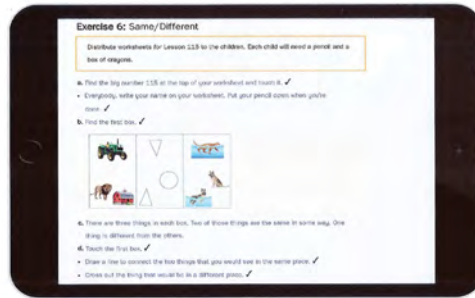 Exercise 6: Same/Different
Distribute worksheets for Lesson 115 to the children. Each child will need a pencil and a
box of crayons.
a. Find the big number 115 at the top of your worksheet and touch it. ✓
• Everybody, write your name on your worksheet. Put your pencil down when you're
done. ✓
b. Find the first box. ✓
c. There are three things in each box. Two of those things are the same in some way. One
thing is different from the others.
d. Touch the first box. ✓
• Draw a line to connect the two things that you would see in the same place. ✓
• Cross out the thing that would be in a different place. ✓